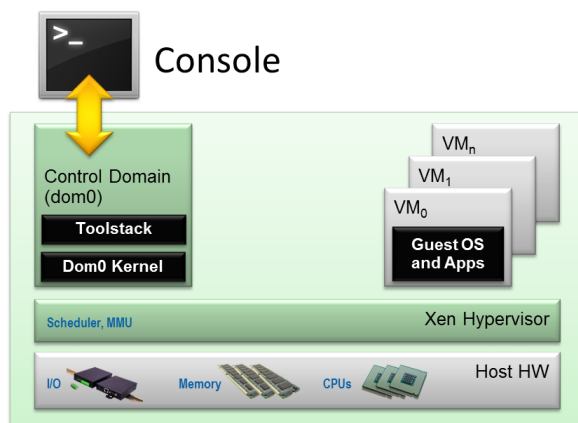 >_
Console
Control Domain
(dom0)
Toolstack
Dom0 Kernel
VMn
VM1
VM0
Guest OS
and Apps
Scheduler, MMU
Xen Hypervisor
I/O
Memory
CPUs
Host HW